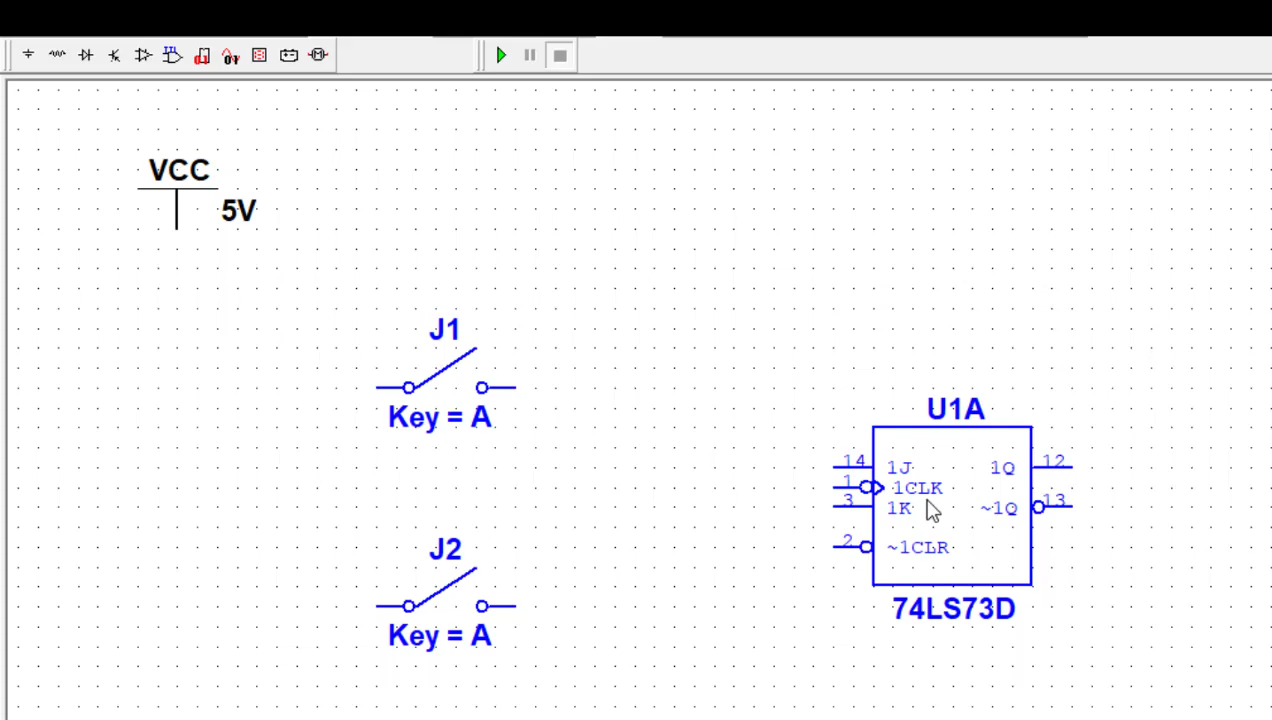 VCC
5V
J1
Key = A
U1A
14 1J 1Q 12
1 1CLK
3 1K ~1Q 13
2 ~1CLR
74LS73D
J2
Key = A